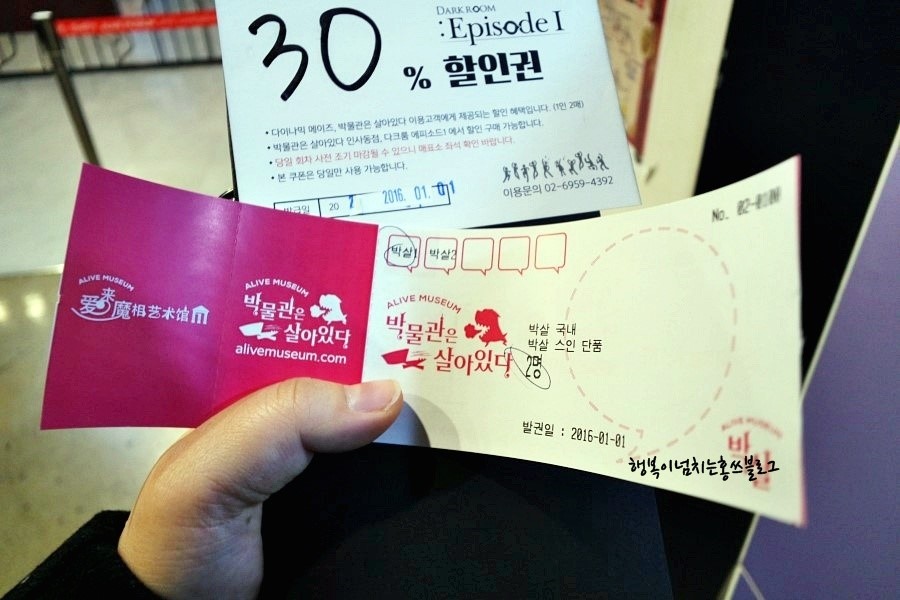 30 % 할인권
DARK ROOM
:Episode I
• 다이나믹 메이즈, 박물관은 살아있다 이용고객에게 제공되는 할인 혜택입니다. (1인 2매)
• 박물관은 살아있다 인사동점, 다크룸 에피소드1 에서 할인 구매 가능합니다.
• 당일 회차 사전 조기 마감될 수 있으니 매표소 좌석 확인 바랍니다.
• 본 쿠폰은 당일만 사용 가능합니다.
이용문의 02-6959-4392
발급일 20
2016. 01. 01
No. 02-0100
박살1 박살2
ALIVE MUSEUM
爱来魔相艺术馆
ALIVE MUSEUM
박물관은
살아있다
alivemuseum.com
ALIVE MUSEUM
박물관은
살아있다
박살 국내
박살 스인 단품
2명
발권일 : 2016-01-01
ALIVE MUSEUM
행복이넘치는홍쓰블로그